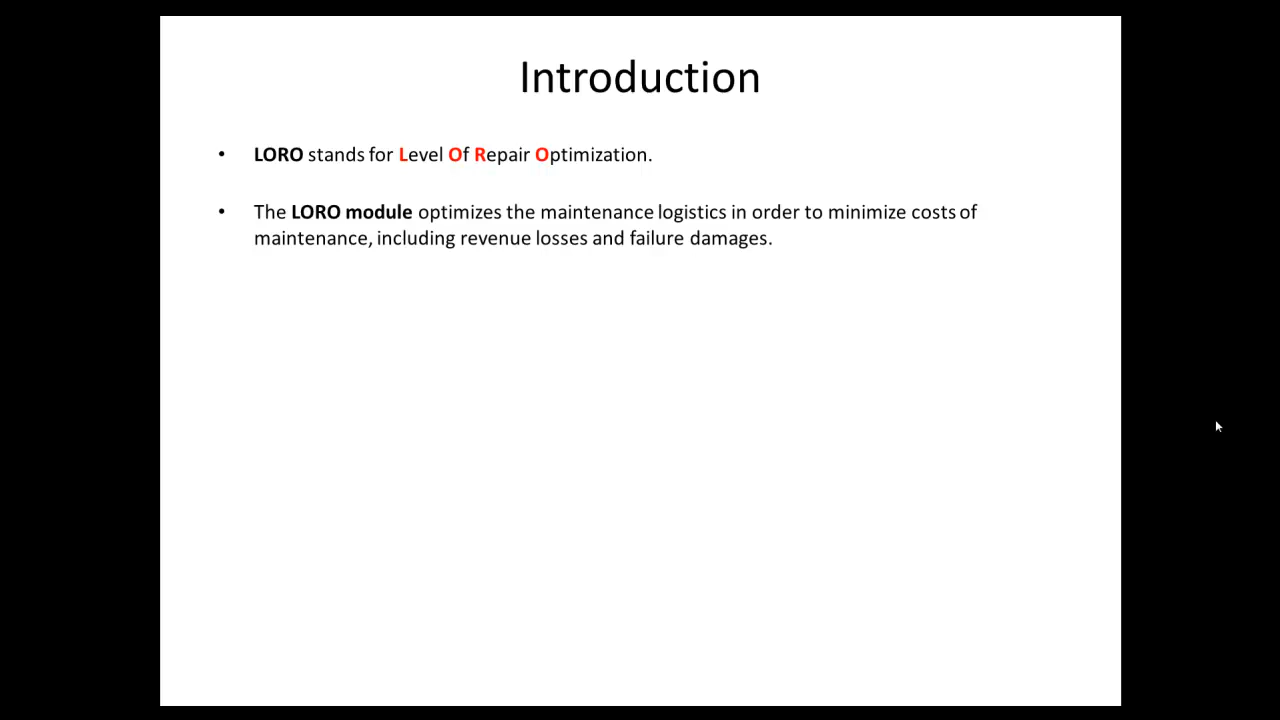 Introduction
• LORO stands for Level Of Repair Optimization.
• The LORO module optimizes the maintenance logistics in order to minimize costs of
maintenance, including revenue losses and failure damages.